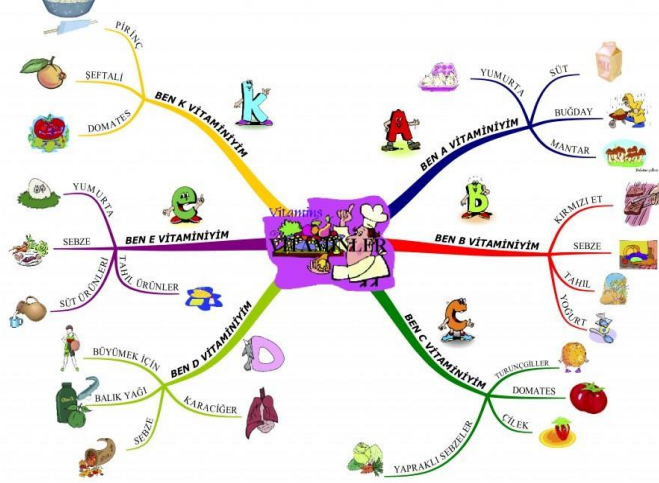 Vitamins
VİTAMİNLER
BEN A VİTAMİNİYİM
YUMURTA
SÜT
BUĞDAY
MANTAR
BEN B VİTAMİNİYİM
KIRMIZI ET
SEBZE
TAHIL
YOĞURT
BEN C VİTAMİNİYİM
TURUNÇGİLLER
DOMATES
ÇİLEK
YAPRAKLI SEBZELER
BEN D VİTAMİNİYİM
BÜYÜMEK İÇİN
BALIK YAĞI
SEBZE
KARACİĞER
BEN E VİTAMİNİYİM
YUMURTA
SEBZE
SÜT ÜRÜNLERİ
TAHIL ÜRÜNLER
BEN K VİTAMİNİYİM
PİRİNÇ
ŞEFTALİ
DOMATES
K
A
B
C
D
e